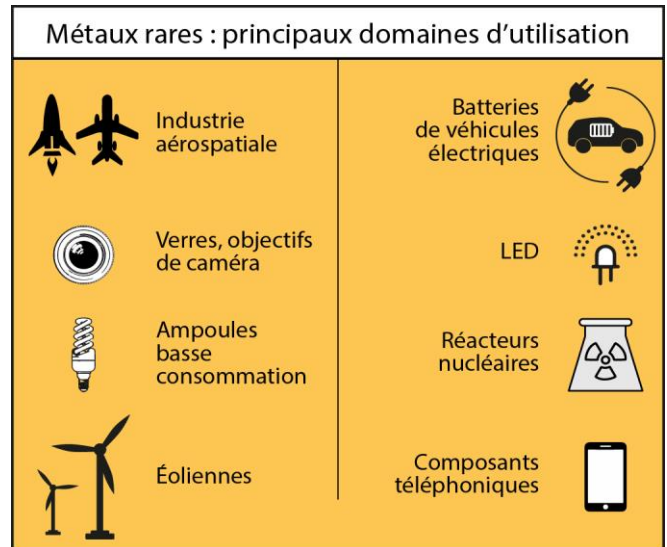 Métaux rares : principaux domaines d’utilisation
Industrie
aérospatiale
Verres, objectifs
de caméra
Ampoules
basse
consommation
Éoliennes
Batteries
de véhicules
électriques
LED
Réacteurs
nucléaires
Composants
téléphoniques